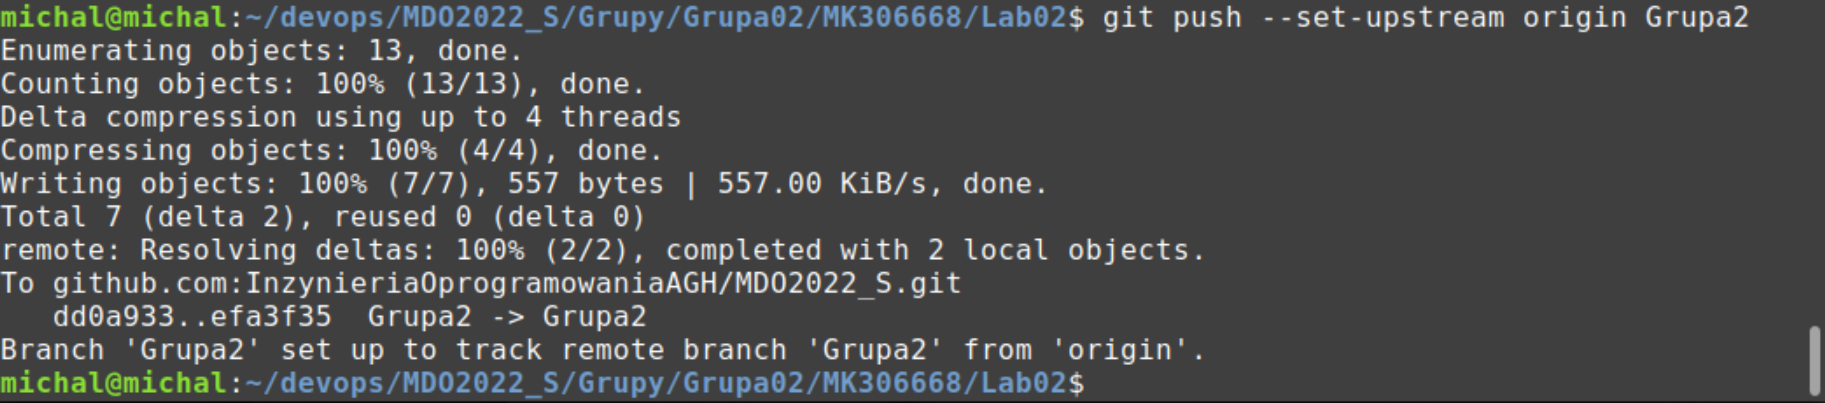 michal@michal:~/devops/MDO2022_S/Grupy/Grupa02/MK306668/Lab02$ git push --set-upstream origin Grupa2
Enumerating objects: 13, done.
Counting objects: 100% (13/13), done.
Delta compression using up to 4 threads
Compressing objects: 100% (4/4), done.
Writing objects: 100% (7/7), 557 bytes | 557.00 KiB/s, done.
Total 7 (delta 2), reused 0 (delta 0)
remote: Resolving deltas: 100% (2/2), completed with 2 local objects.
To github.com:InzynieriaOprogramowaniaAGH/MDO2022_S.git
   dd0a933..efa3f35  Grupa2 -> Grupa2
Branch 'Grupa2' set up to track remote branch 'Grupa2' from 'origin'.
michal@michal:~/devops/MDO2022_S/Grupy/Grupa02/MK306668/Lab02$